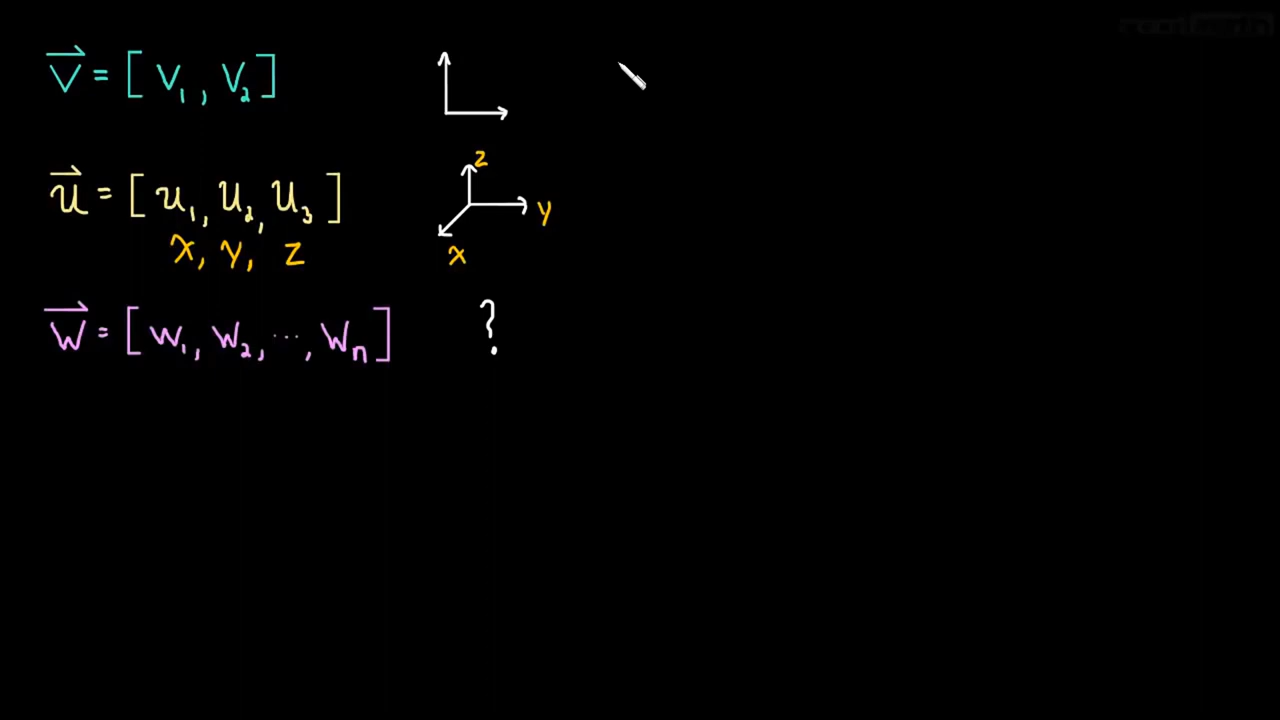 v⃗ = [ v₁, v₂ ]
z
u⃗ = [ u₁, u₂, u₃ ]
y
x, y, z
x
w⃗ = [ w₁, w₂, ⋯, wₙ ]
?